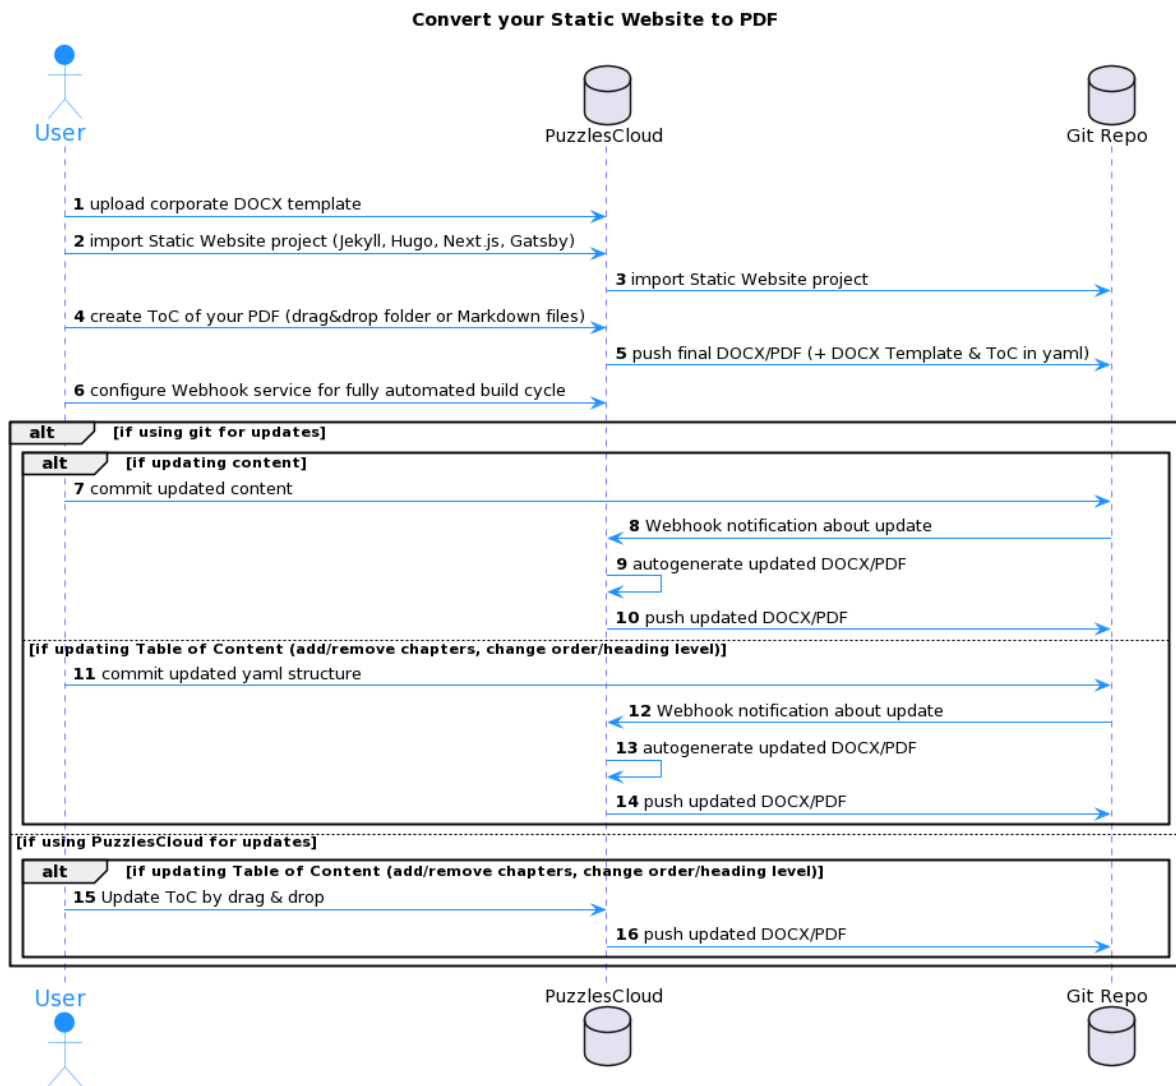 Convert your Static Website to PDF
User
PuzzlesCloud
Git Repo
1 upload corporate DOCX template
2 import Static Website project (Jekyll, Hugo, Next.js, Gatsby)
3 import Static Website project
4 create ToC of your PDF (drag&drop folder or Markdown files)
5 push final DOCX/PDF (+ DOCX Template & ToC in yaml)
6 configure Webhook service for fully automated build cycle
alt [if using git for updates]
alt [if updating content]
7 commit updated content
8 Webhook notification about update
9 autogenerate updated DOCX/PDF
10 push updated DOCX/PDF
[if updating Table of Content (add/remove chapters, change order/heading level)]
11 commit updated yaml structure
12 Webhook notification about update
13 autogenerate updated DOCX/PDF
14 push updated DOCX/PDF
[if using PuzzlesCloud for updates]
alt [if updating Table of Content (add/remove chapters, change order/heading level)]
15 Update ToC by drag & drop
16 push updated DOCX/PDF
User
PuzzlesCloud
Git Repo